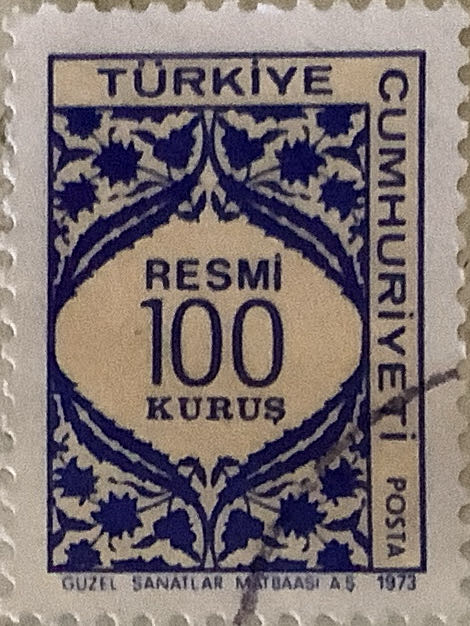 TÜRKİYE
CUMHURİYETİ POSTA
RESMİ
100
KURUŞ
GÜZEL SANATLAR MATBAASI A.Ş 1973